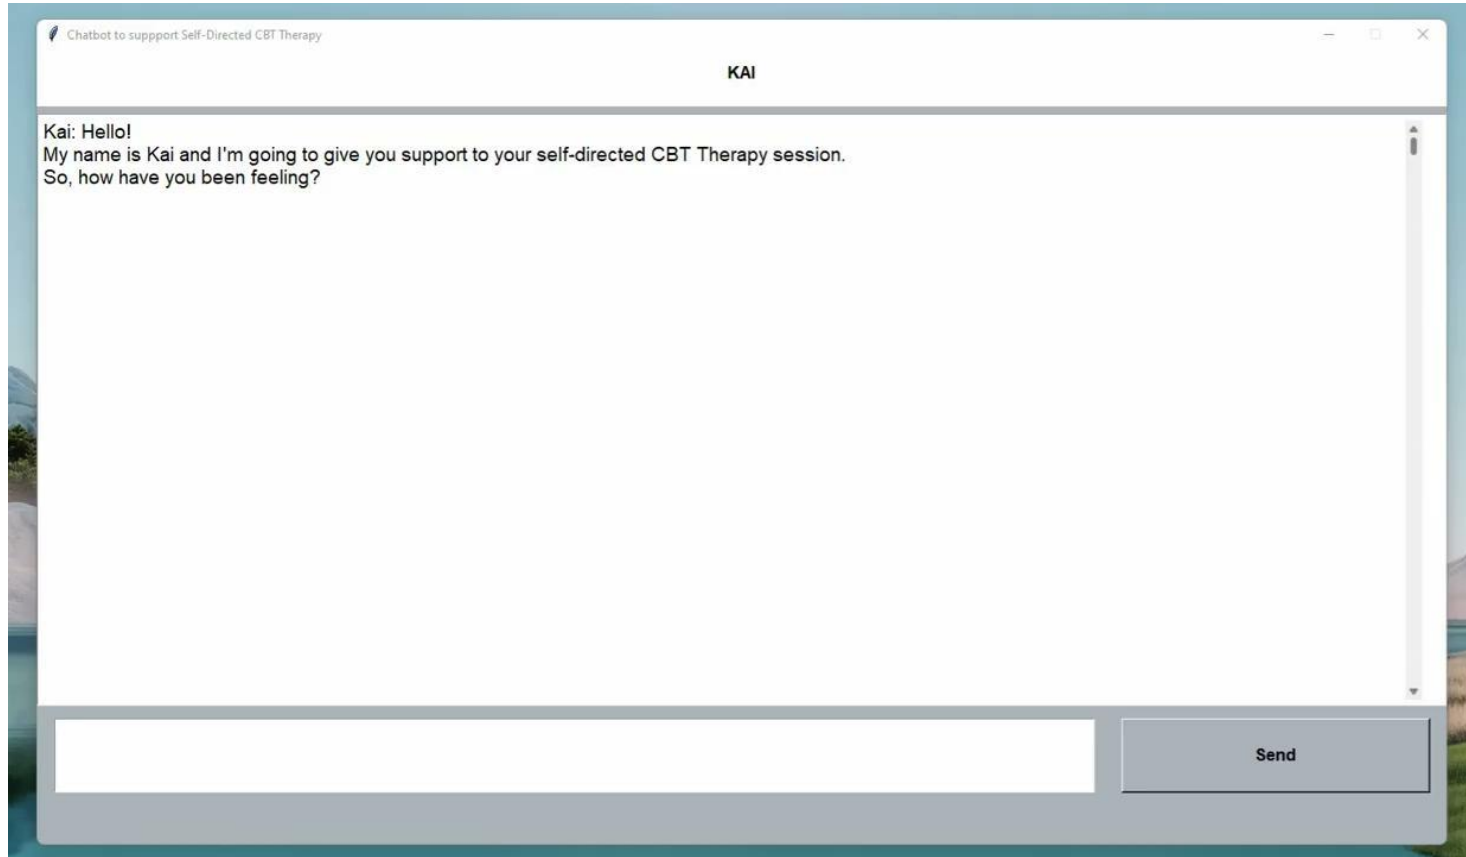 Chatbot to suppport Self-Directed CBT Therapy
KAI
Kai: Hello!
My name is Kai and I'm going to give you support to your self-directed CBT Therapy session.
So, how have you been feeling?
Send